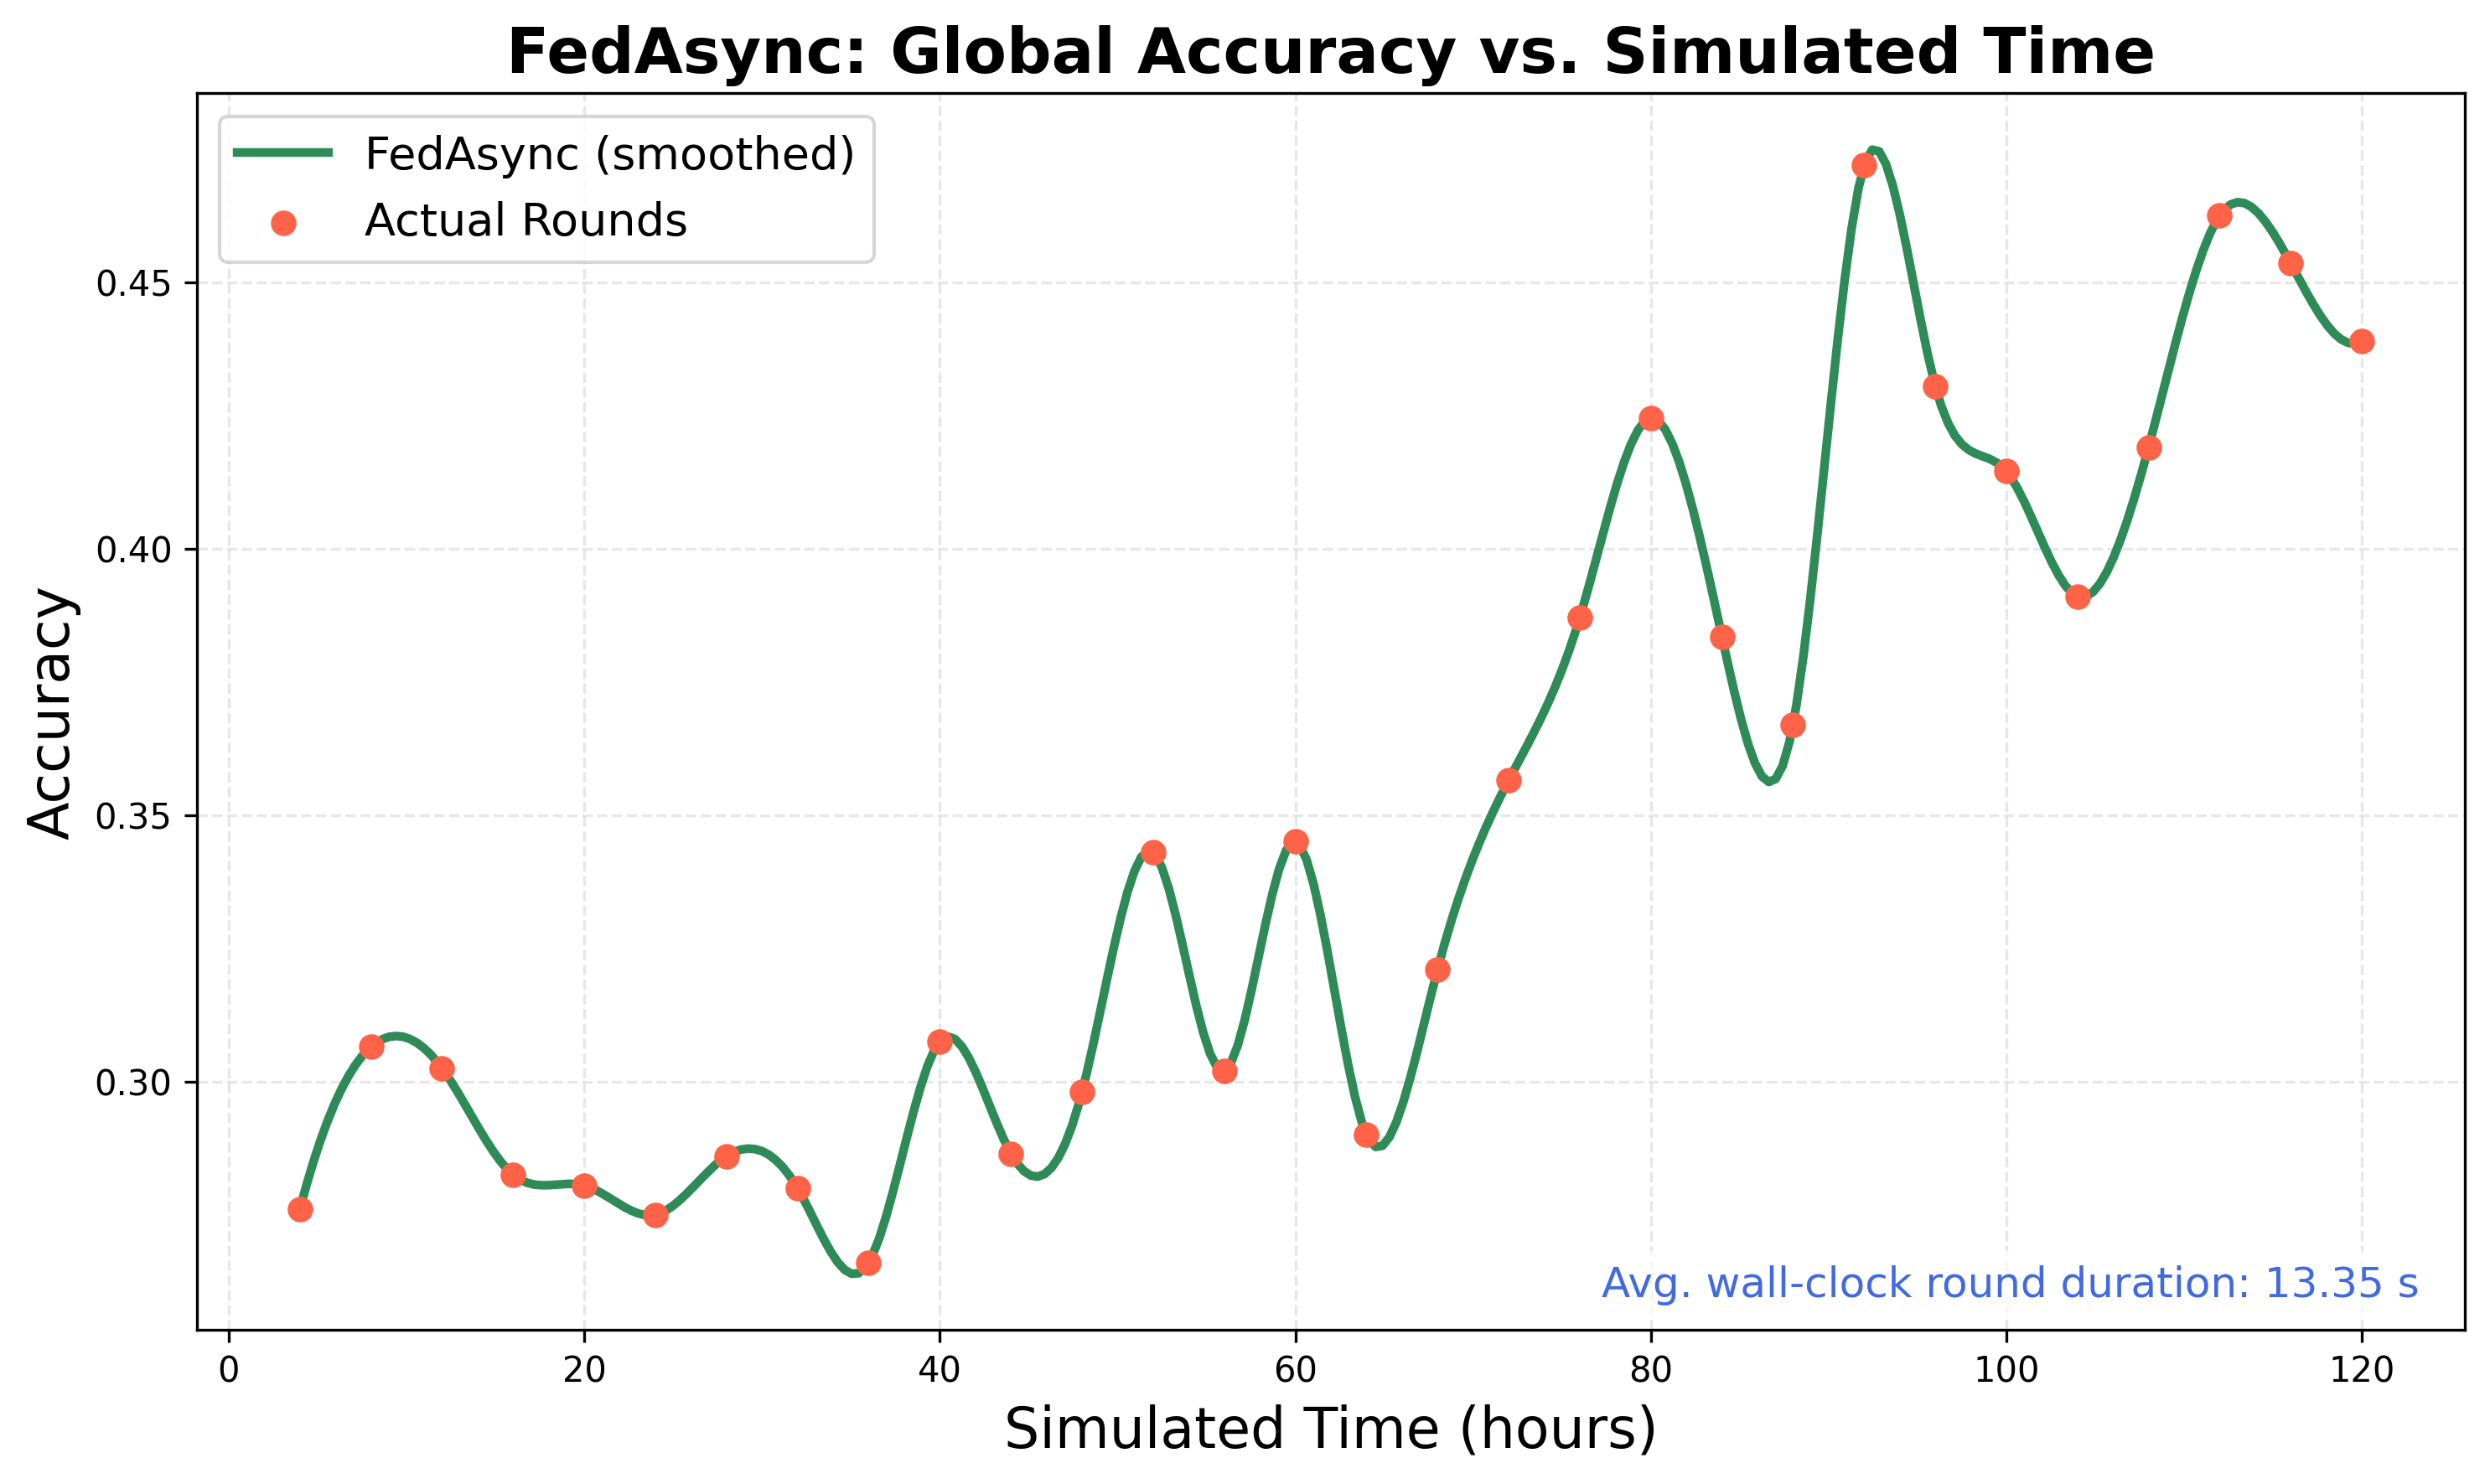 FedAsync: Global Accuracy vs. Simulated Time
FedAsync (smoothed)
Actual Rounds
0.45
0.40
0.35
0.30
Accuracy
Avg. wall-clock round duration: 13.35 s
0 20 40 60 80 100 120
Simulated Time (hours)